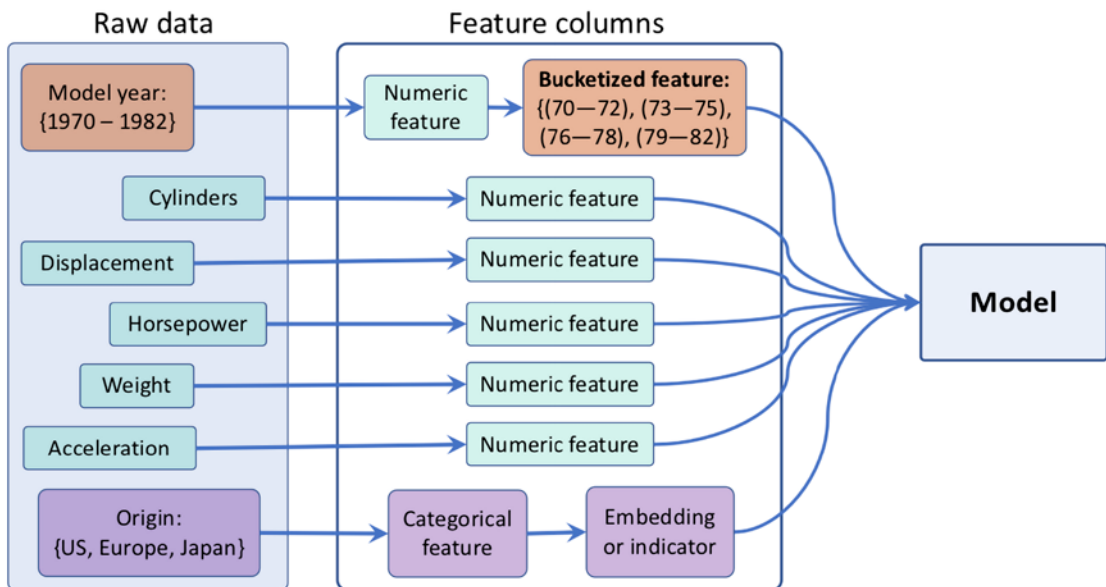 Raw data
Feature columns
Model year:
{1970 – 1982}
Numeric
feature
Bucketized feature:
{(70—72), (73—75),
(76—78), (79—82)}
Cylinders
Numeric feature
Displacement
Numeric feature
Horsepower
Numeric feature
Weight
Numeric feature
Acceleration
Numeric feature
Origin:
{US, Europe, Japan}
Categorical
feature
Embedding
or indicator
Model